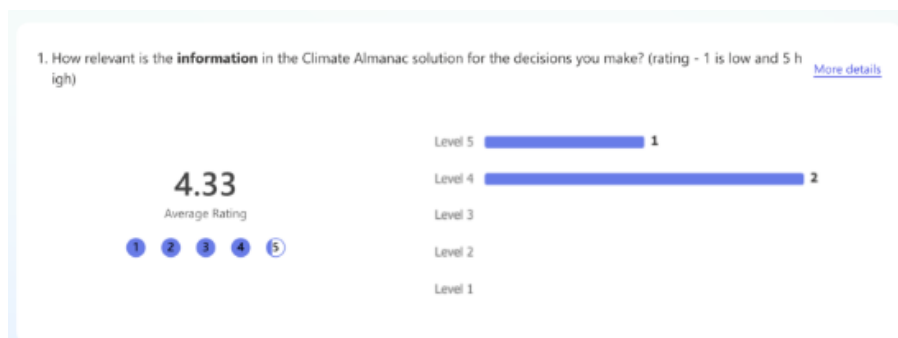 1. How relevant is the information in the Climate Almanac solution for the decisions you make? (rating - 1 is low and 5 h
igh)
More details
Level 5 1
4.33
Level 4 2
Average Rating
Level 3
1 2 3 4 5
Level 2
Level 1